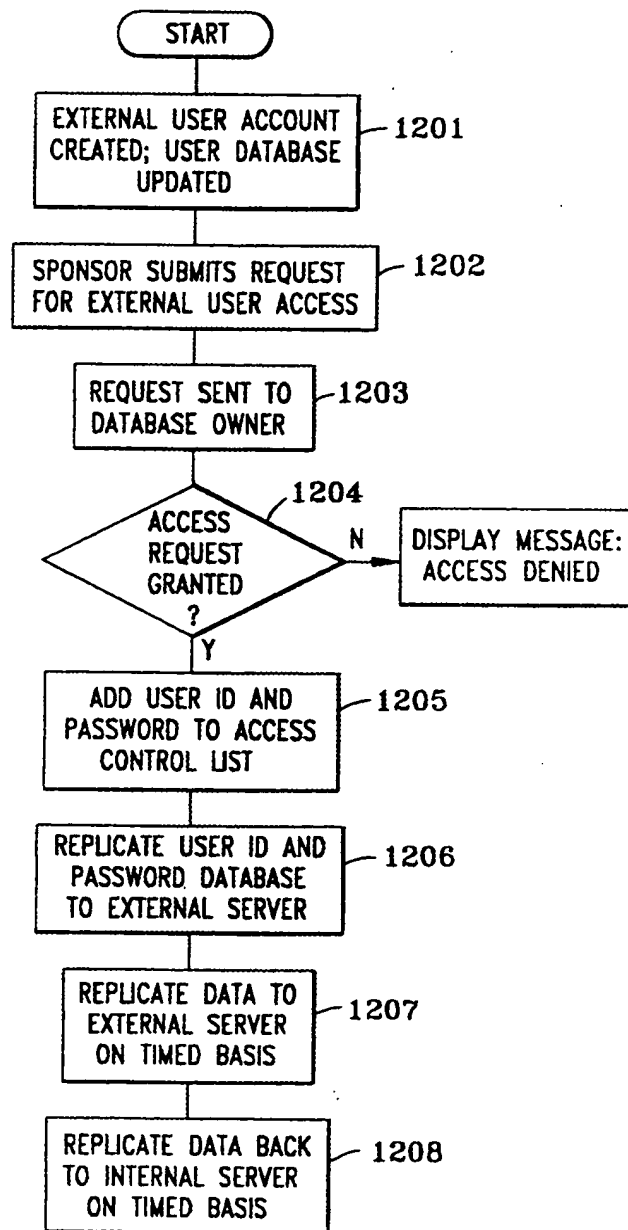 START
EXTERNAL USER ACCOUNT
CREATED; USER DATABASE
UPDATED
1201
SPONSOR SUBMITS REQUEST
FOR EXTERNAL USER ACCESS
1202
REQUEST SENT TO
DATABASE OWNER
1203
ACCESS
REQUEST
GRANTED
?
1204
N
DISPLAY MESSAGE:
ACCESS DENIED
Y
ADD USER ID AND
PASSWORD TO ACCESS
CONTROL LIST
1205
REPLICATE USER ID AND
PASSWORD DATABASE
TO EXTERNAL SERVER
1206
REPLICATE DATA TO
EXTERNAL SERVER
ON TIMED BASIS
1207
REPLICATE DATA BACK
TO INTERNAL SERVER
ON TIMED BASIS
1208